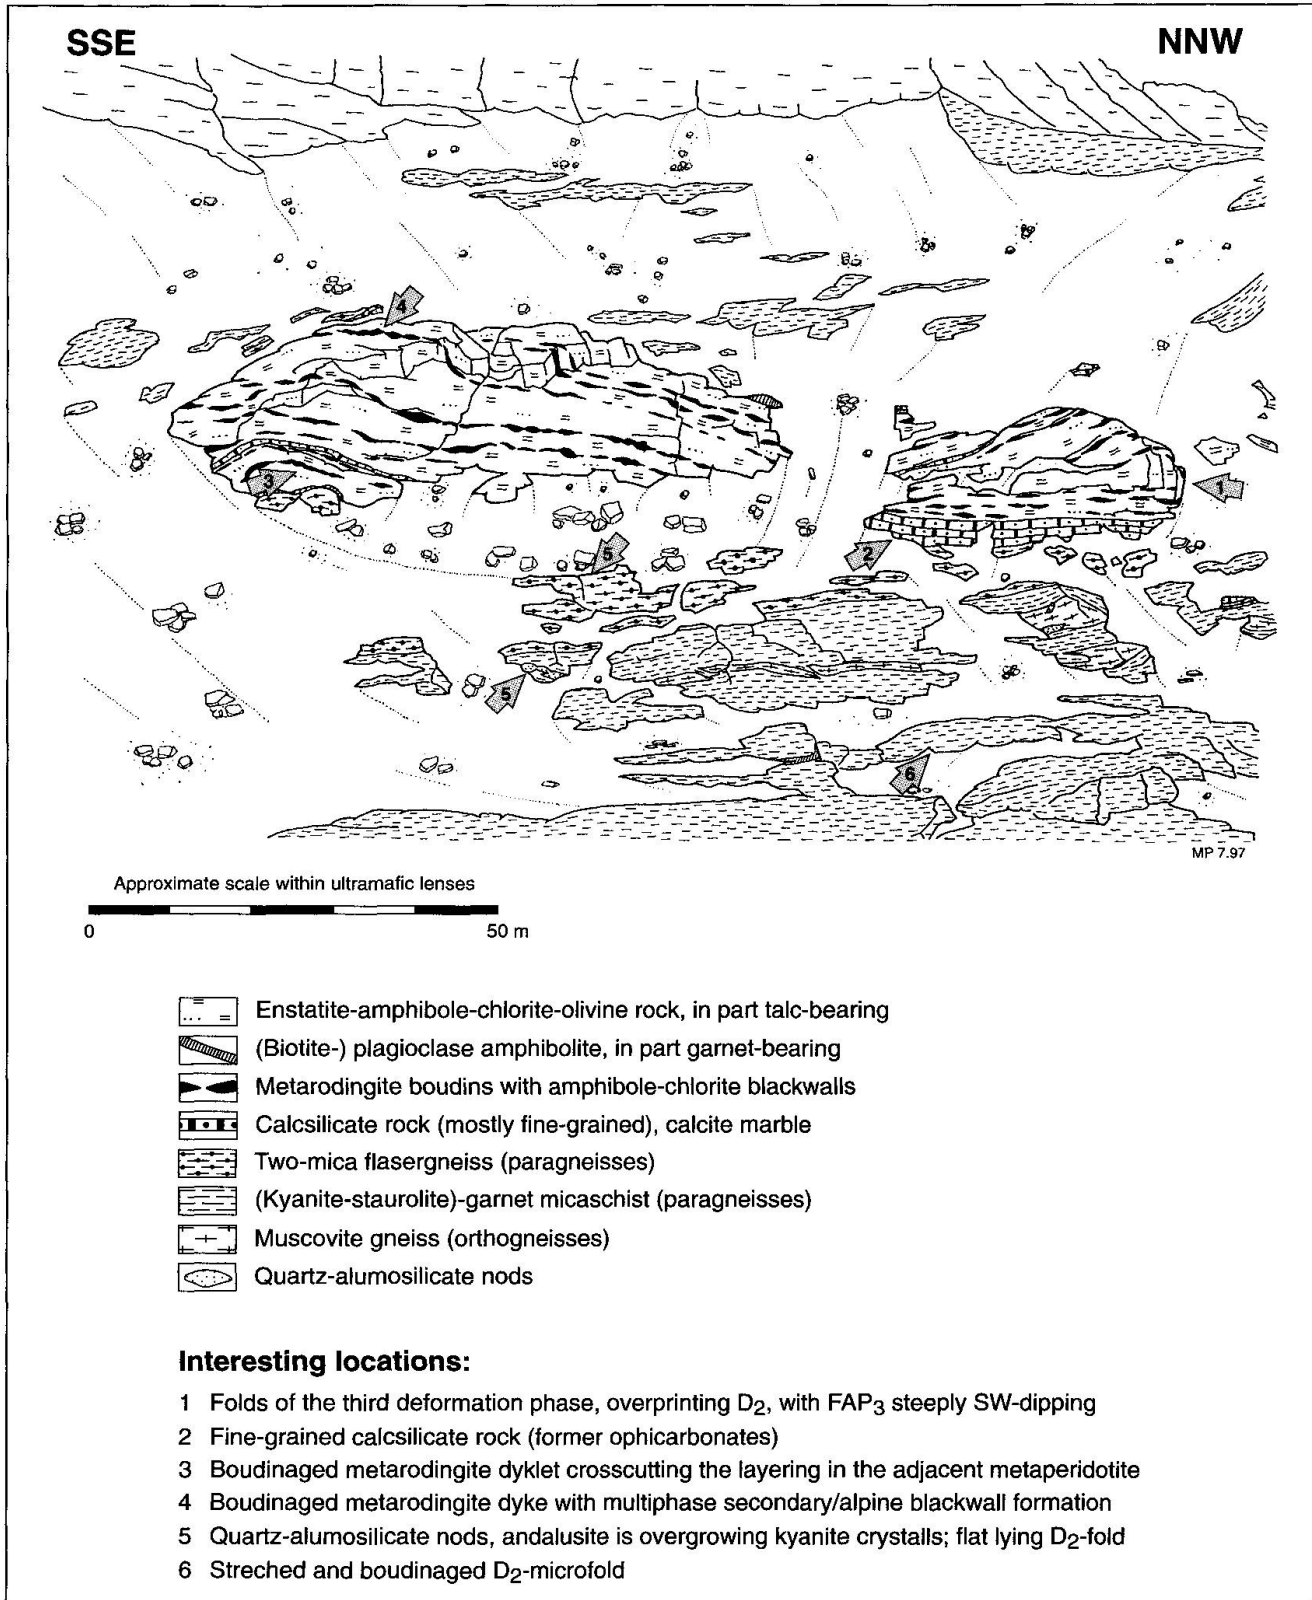 SSE
NNW
4
3
1
2
5
5
6
MP 7.97
Approximate scale within ultramafic lenses
0
50 m
Enstatite-amphibole-chlorite-olivine rock, in part talc-bearing
(Biotite-) plagioclase amphibolite, in part garnet-bearing
Metarodingite boudins with amphibole-chlorite blackwalls
Calcsilicate rock (mostly fine-grained), calcite marble
Two-mica flasergneiss (paragneisses)
(Kyanite-staurolite)-garnet micaschist (paragneisses)
Muscovite gneiss (orthogneisses)
Quartz-alumosilicate nods
Interesting locations:
1 Folds of the third deformation phase, overprinting D2, with FAP3 steeply SW-dipping
2 Fine-grained calcsilicate rock (former ophicarbonates)
3 Boudinaged metarodingite dyklet crosscutting the layering in the adjacent metaperidotite
4 Boudinaged metarodingite dyke with multiphase secondary/alpine blackwall formation
5 Quartz-alumosilicate nods, andalusite is overgrowing kyanite crystalls; flat lying D2-fold
6 Streched and boudinaged D2-microfold